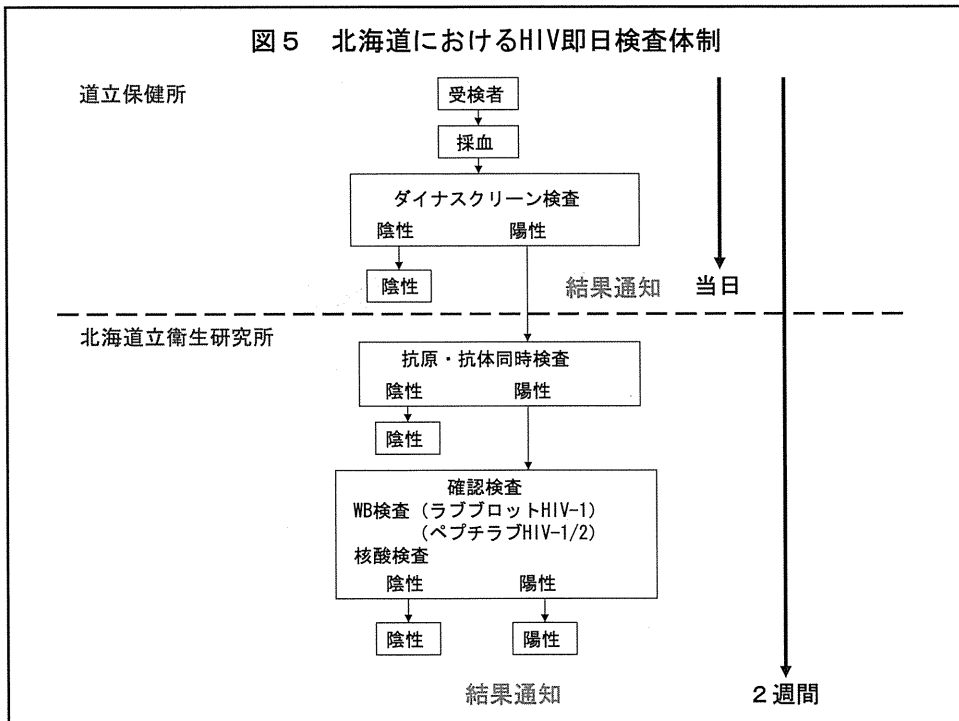 図５　北海道におけるHIV即日検査体制
道立保健所
受検者
採血
ダイナスクリーン検査
陰性　陽性
陰性
結果通知　当日
北海道立衛生研究所
抗原・抗体同時検査
陰性　陽性
陰性
確認検査
WB検査（ラブブロットHIV-1）
（ペプチラブHIV-1/2）
核酸検査
陰性　陽性
陰性　陽性
結果通知　２週間